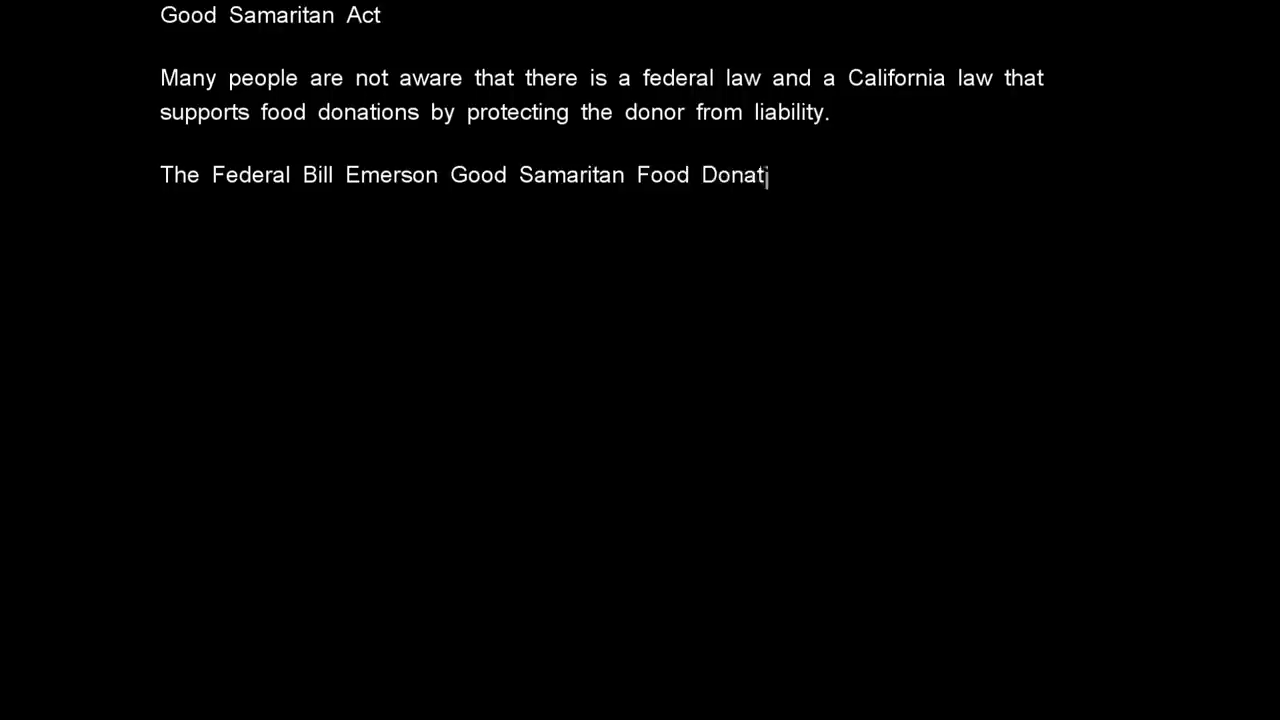 Good Samaritan Act
Many people are not aware that there is a federal law and a California law that
supports food donations by protecting the donor from liability.
The Federal Bill Emerson Good Samaritan Food Donati